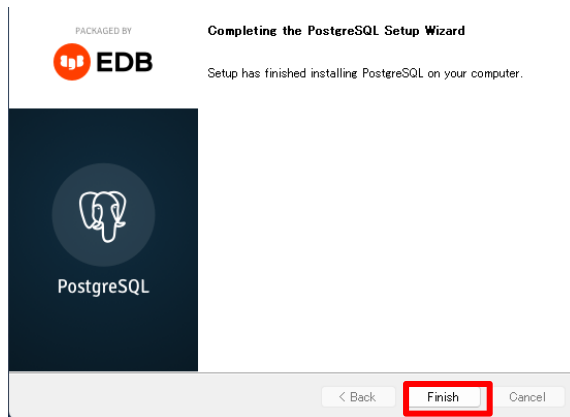 PACKAGED BY
EDB
Completing the PostgreSQL Setup Wizard
Setup has finished installing PostgreSQL on your computer.
PostgreSQL
< Back
Finish
Cancel